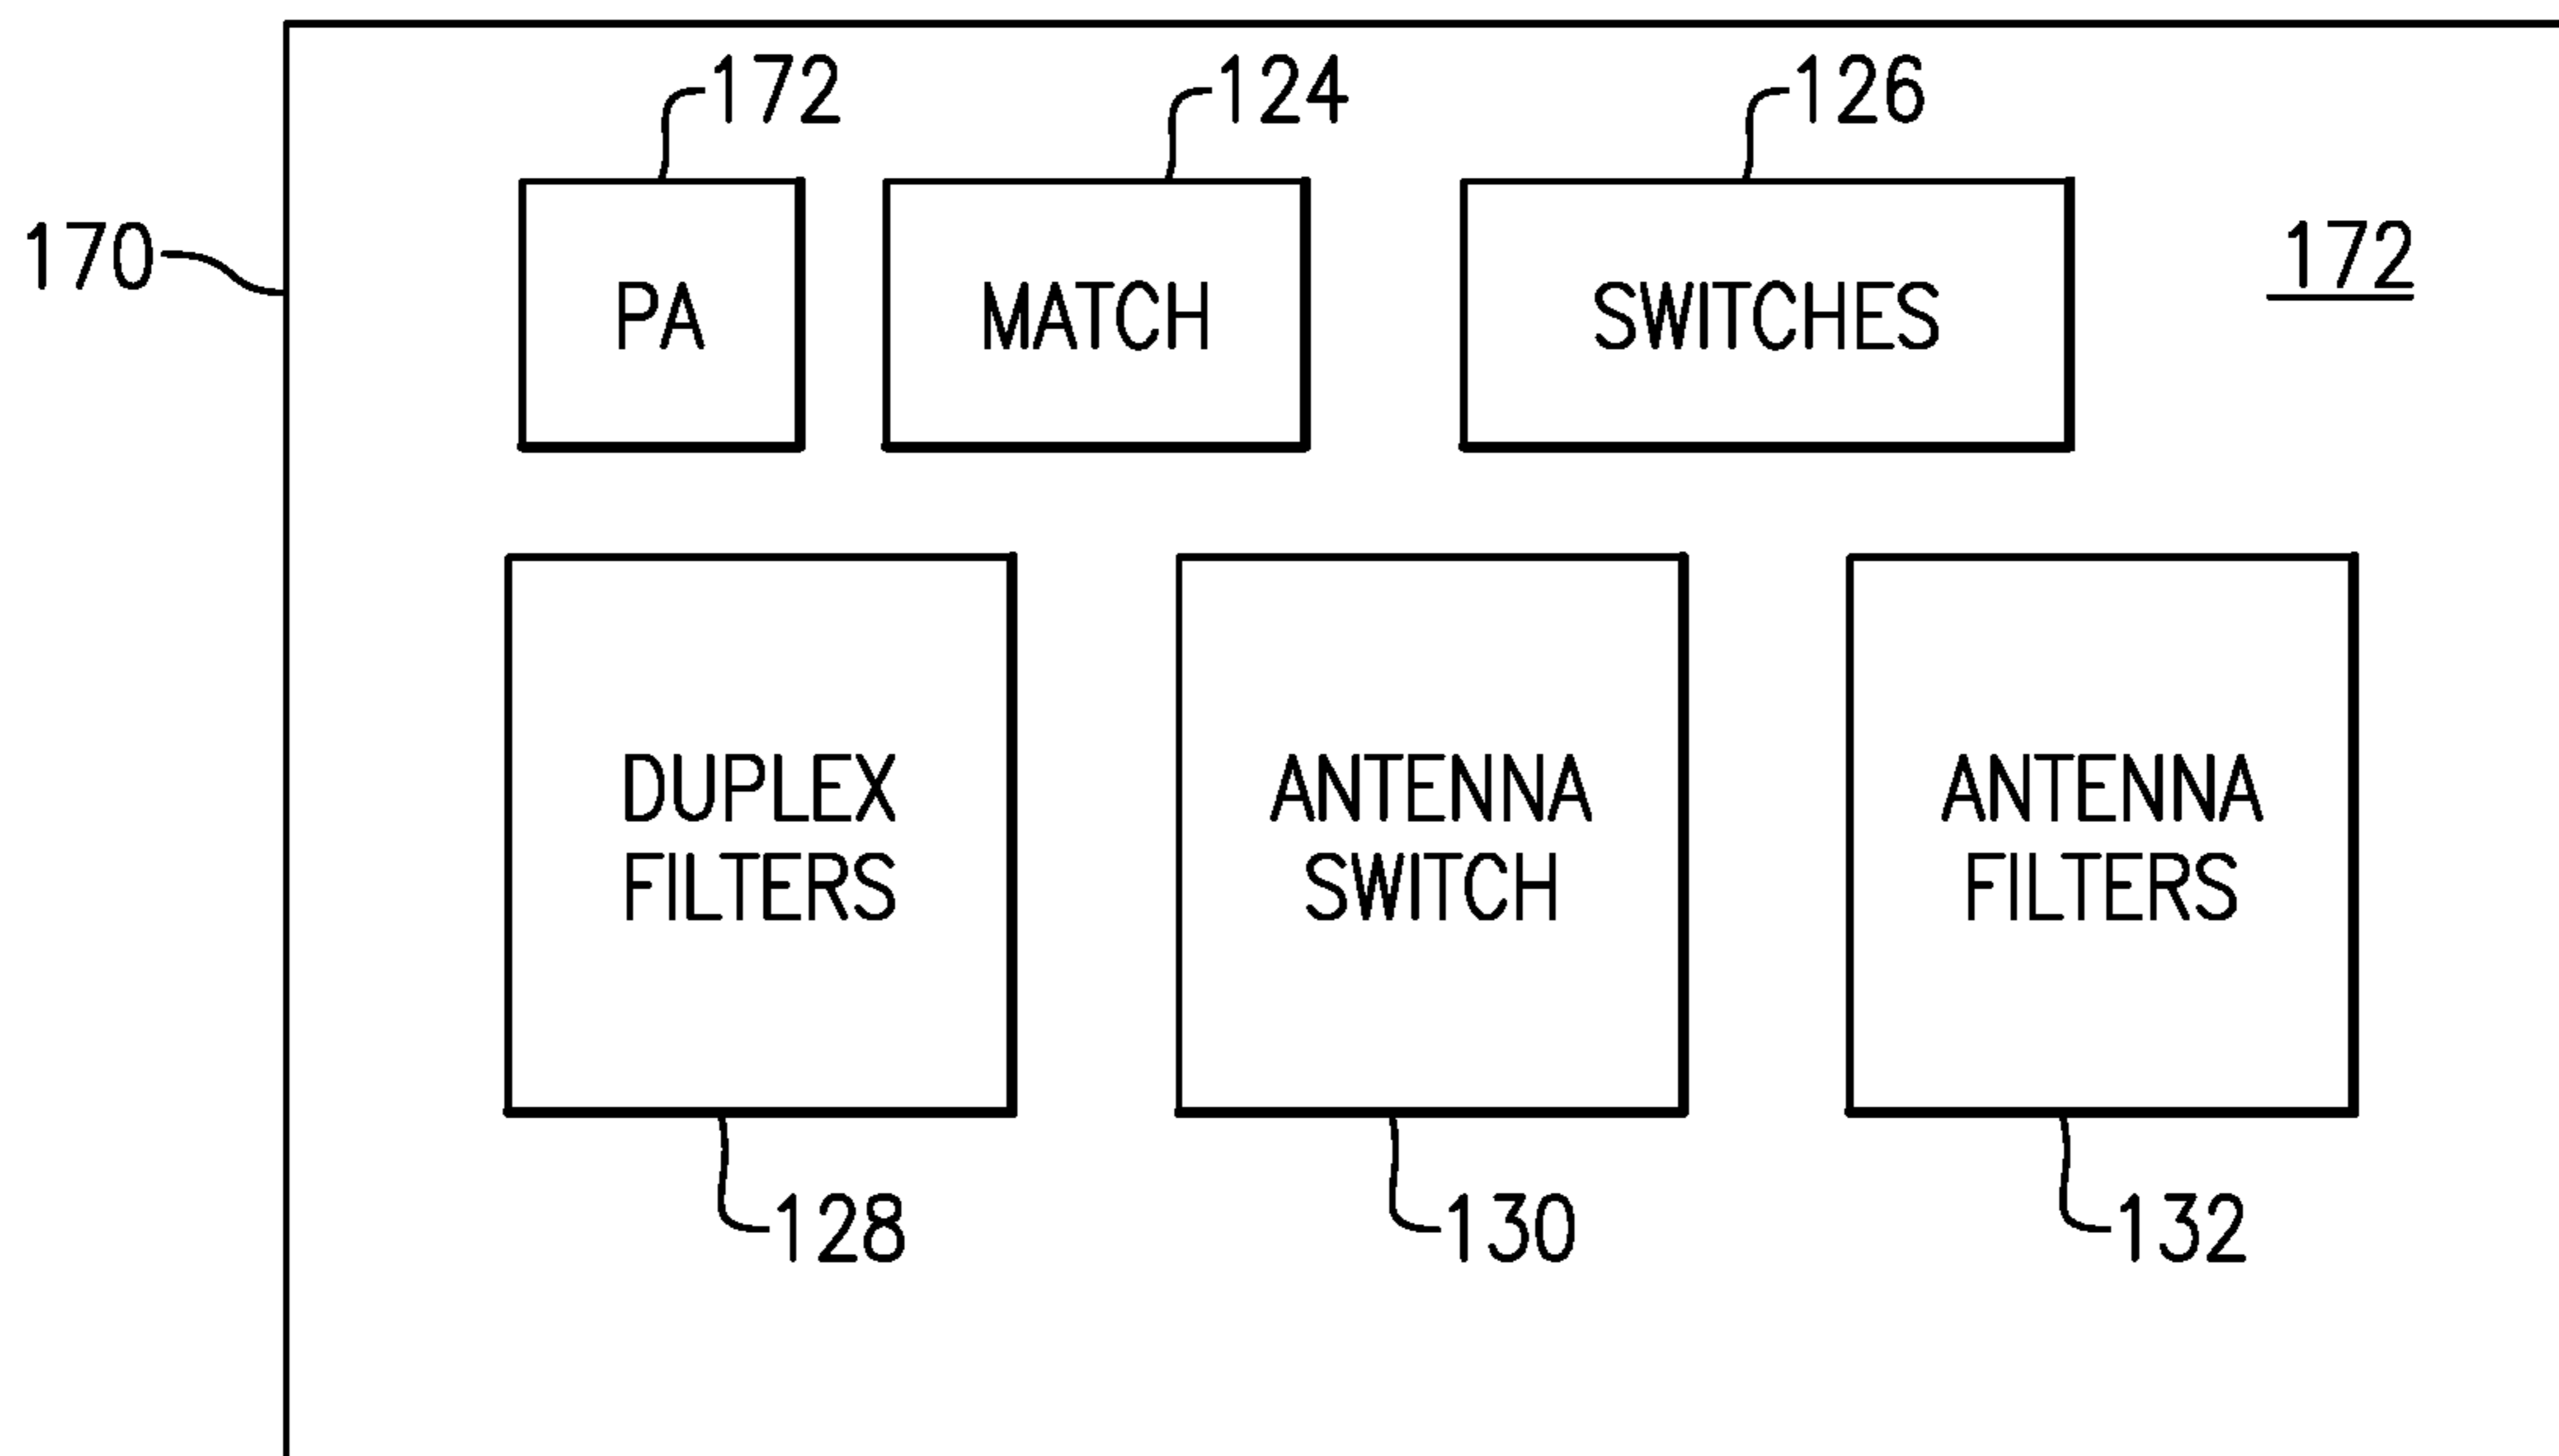 172
124
126
170
PA
MATCH
SWITCHES
172
DUPLEX
FILTERS
ANTENNA
SWITCH
ANTENNA
FILTERS
128
130
132